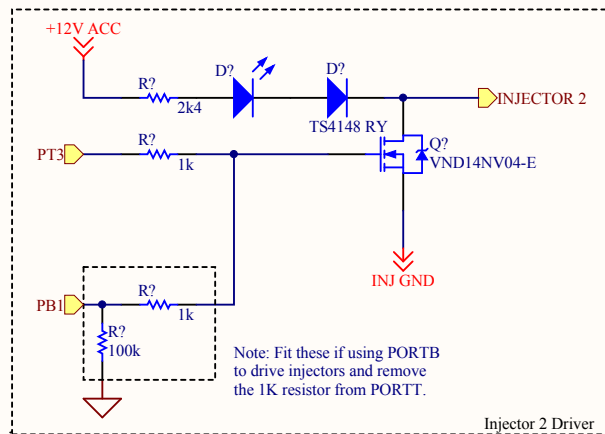 +12V ACC
R?
2k4
D?
D?
TS4148 RY
INJECTOR 2
PT3
R?
1k
Q?
VND14NV04-E
INJ GND
PB1
R?
1k
R?
100k
Note: Fit these if using PORTB
to drive injectors and remove
the 1K resistor from PORTT.
Injector 2 Driver